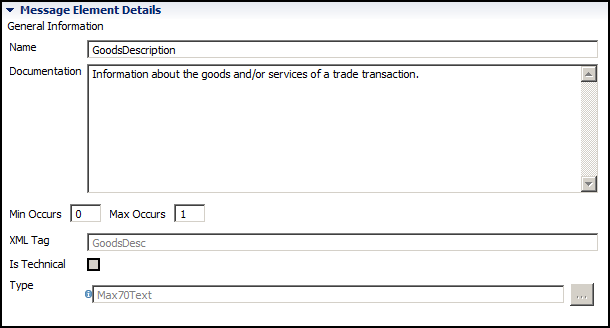 Message Element Details
General Information
Name GoodsDescription
Documentation Information about the goods and/or services of a trade transaction.
Min Occurs 0 Max Occurs 1
XML Tag GoodsDesc
Is Technical
Type Max70Text ...